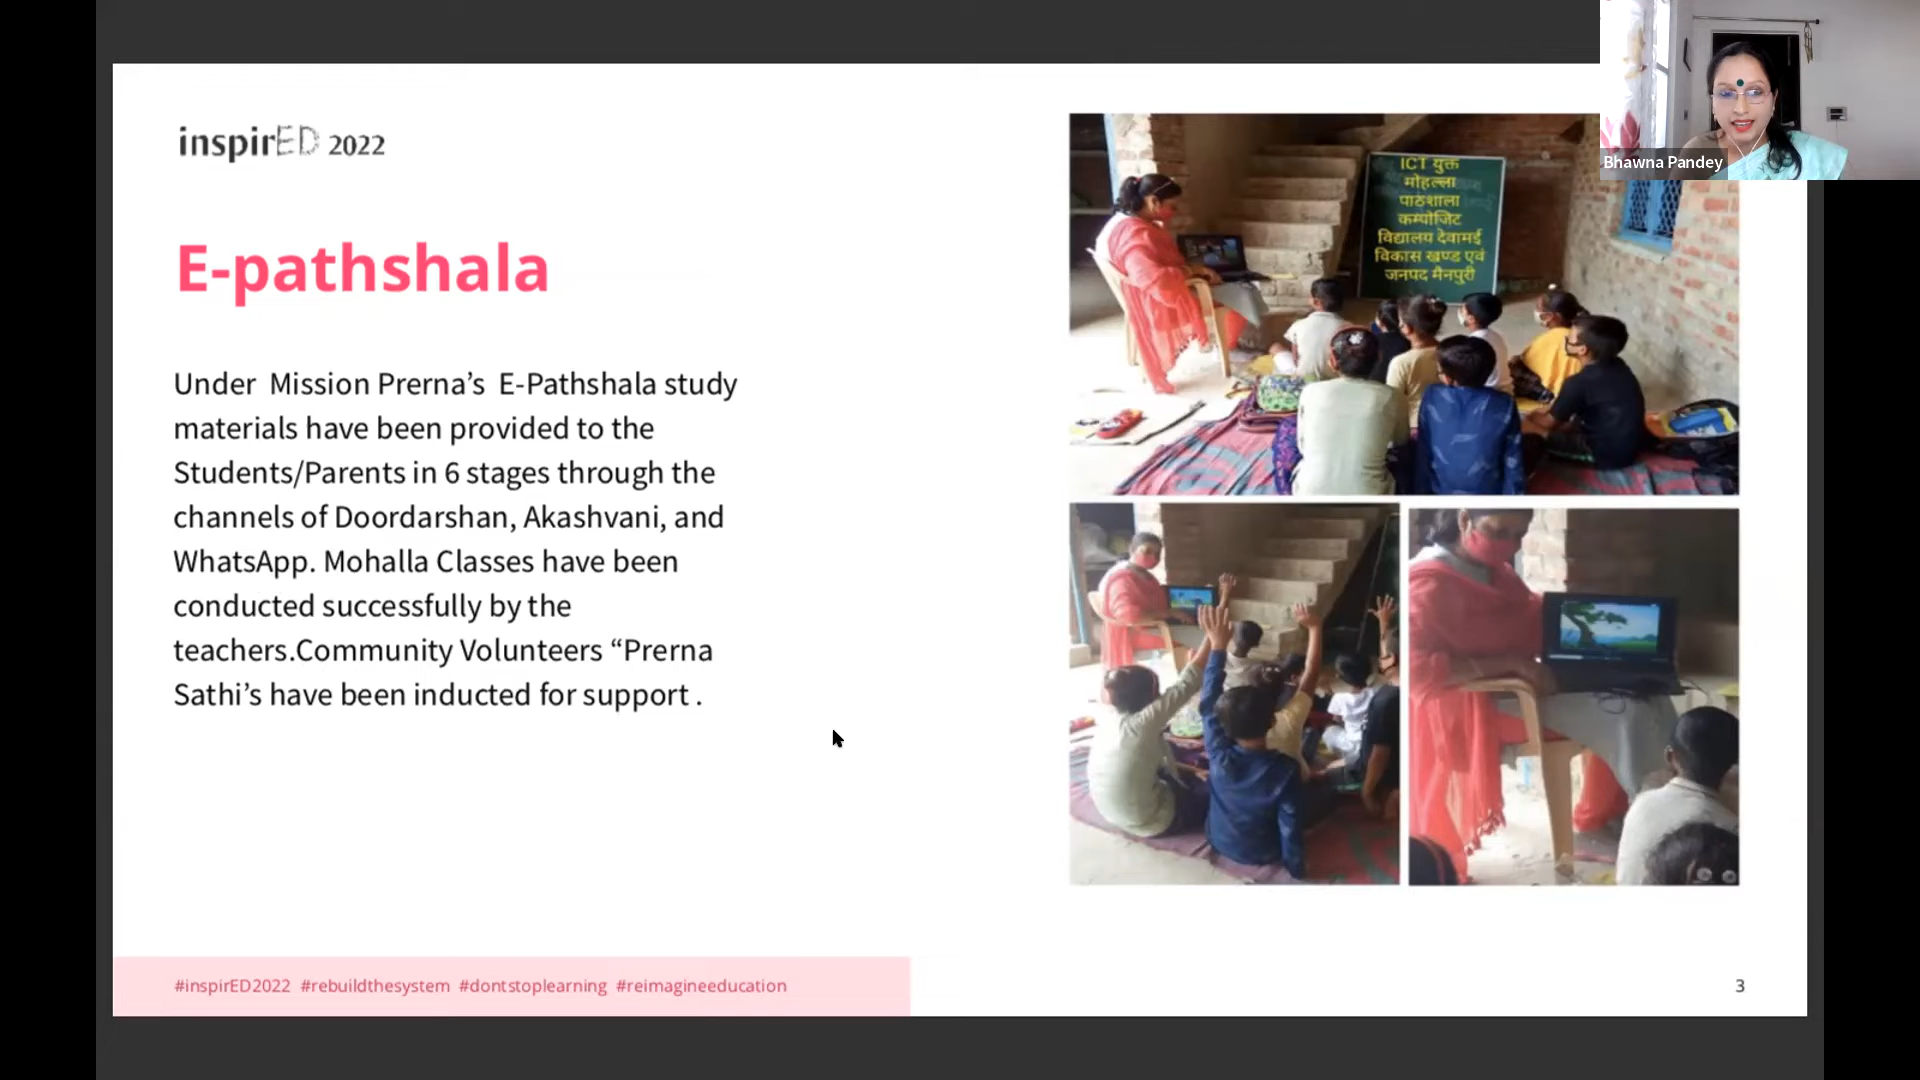 inspirED 2022
E-pathshala
Under Mission Prerna’s E-Pathshala study
materials have been provided to the
Students/Parents in 6 stages through the
channels of Doordarshan, Akashvani, and
WhatsApp. Mohalla Classes have been
conducted successfully by the
teachers.Community Volunteers “Prerna
Sathi’s have been inducted for support .
ICT युक्त
मोहल्ला
पाठशाला
कम्पोजिट
विद्यालय देवामई
विकास खण्ड एवं
जनपद मैनपुरी
Bhawna Pandey
#inspirED2022 #rebuildthesystem #dontstoplearning #reimagineeducation
3